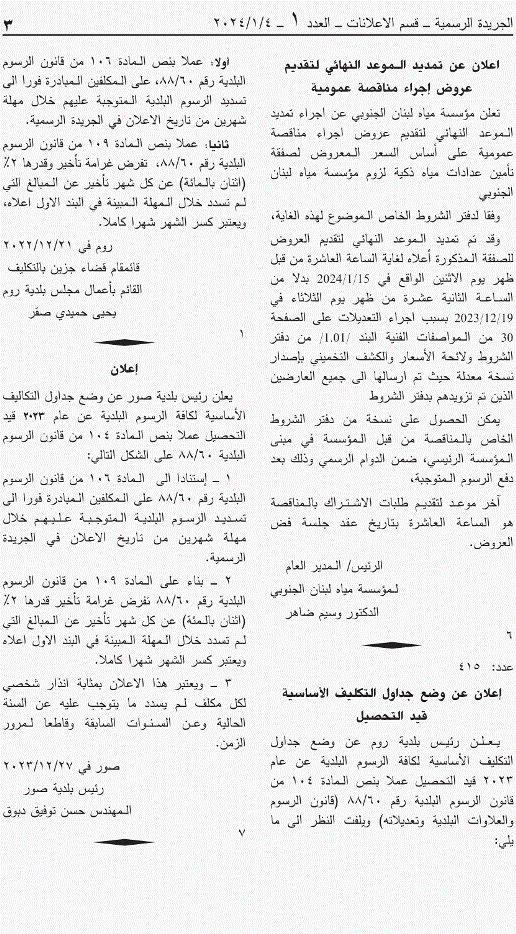 الجريدة الرسمية ــ قسم الاعلانات ــ العدد ١ ــ ٢٠٢٤/١/٤
٣
اعلان عن تمديد الموعد النهائي لتقديم
عروض إجراء مناقصة عمومية
تعلن مؤسسة مياه لبنان الجنوبي عن اجراء تمديد
الموعد النهائي لتقديم عروض اجراء مناقصة
عمومية على أساس السعر المعروض لصفقة
تأمين عدادات مياه ذكية لزوم مؤسسة مياه لبنان
الجنوبي
وفقا لدفتر الشروط الخاص الموضوع لهذه الغاية،
وقد تم تمديد الموعد النهائي لتقديم العروض
للصفقة المذكورة أعلاه لغاية الساعة العاشرة من قبل
ظهر يوم الاثنين الواقع في 2024/1/15 بدلا من
الساعة الثانية عشرة من ظهر يوم الثلاثاء في
2023/12/19 بسبب اجراء التعديلات على الصفحة
30 من المواصفات الفنية البند /1.01/ من دفتر
الشروط ولائحة الأسعار والكشف التخميني بإصدار
نسخة معدلة حيث تم ارسالها الى جميع العارضين
الذين تم تزويدهم بدفتر الشروط
يمكن الحصول على نسخة من دفتر الشروط
الخاص بالمناقصة من قبل المؤسسة في مبنى
المؤسسة الرئيسي، ضمن الدوام الرسمي وذلك بعد
دفع الرسوم المتوجبة،
آخر موعد لتقديم طلبات الاشتراك بالمناقصة
هو الساعة العاشرة بتاريخ عقد جلسة فض
العروض.
الرئيس/ المدير العام
لمؤسسة مياه لبنان الجنوبي
الدكتور وسيم ضاهر
٦
عدد: ٤١٥
إعلان عن وضع جداول التكليف الأساسية
قيد التحصيل
يعلن رئيس بلدية روم عن وضع جداول
التكليف الأساسية لكافة الرسوم البلدية عن عام
٢٠٢٣ قيد التحصيل عملا بنص المادة ١٠٤ من
قانون الرسوم البلدية رقم ٨٨/٦٠ (قانون الرسوم
والعلاوات البلدية وتعديلاته) ويلفت النظر الى ما
يلي:
اولا: عملا بنص المادة ١٠٦ من قانون الرسوم
البلدية رقم ٨٨/٦٠، على المكلفين المبادرة فورا الى
تسديد الرسوم البلدية المتوجبة عليهم خلال مهلة
شهرين من تاريخ الاعلان في الجريدة الرسمية.
ثانيا: عملا بنص المادة ١٠٩ من قانون الرسوم
البلدية رقم ٨٨/٦٠، تفرض غرامة تأخير وقدرها ٢٪
(اثنان بالمائة) عن كل شهر تأخير عن المبالغ التي
لم تسدد خلال المهلة المبينة في البند الاول اعلاه،
ويعتبر كسر الشهر شهرا كاملا.
روم في ٢٠٢٢/١٢/٢١
قائمقام قضاء جزين بالتكليف
القائم بأعمال مجلس بلدية روم
يحيى حميدي صقر
١
إعلان
يعلن رئيس بلدية صور عن وضع جداول التكاليف
الأساسية لكافة الرسوم البلدية عن عام ٢٠٢٣ قيد
التحصيل عملا بنص المادة ١٠٤ من قانون الرسوم
البلدية ٨٨/٦٠ على الشكل التالي:
١ ــ إستنادا الى المادة ١٠٦ من قانون الرسوم
البلدية رقم ٨٨/٦٠ على المكلفين المبادرة فورا الى
تسديد الرسوم البلدية المتوجبة عليهم خلال
مهلة شهرين من تاريخ الاعلان في الجريدة
الرسمية.
٢ ــ بناء على المادة ١٠٩ من قانون الرسوم
البلدية رقم ٨٨/٦٠ تفرض غرامة تأخير قدرها ٢٪
(اثنان بالمئة) عن كل شهر تأخير عن المبالغ التي
لم تسدد خلال المهلة المبينة في البند الاول اعلاه
ويعتبر كسر الشهر شهرا كاملا.
٣ ــ ويعتبر هذا الاعلان بمثابة انذار شخصي
لكل مكلف لم يسدد ما يتوجب عليه عن السنة
الحالية وعن السنوات السابقة وقاطعا لمرور
الزمن.
صور في ٢٠٢٣/١٢/٢٧
رئيس بلدية صور
المهندس حسن توفيق دبوق
٧